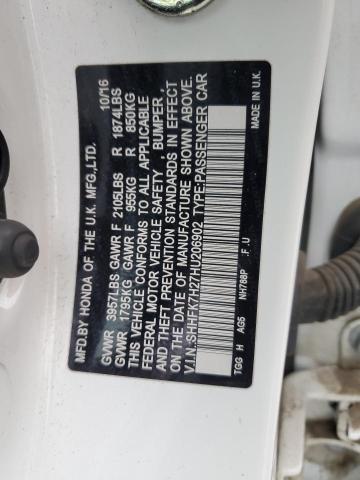 MFD.BY HONDA OF THE U.K. MFG.,LTD. 10/16
GVWR 3957LBS GAWR F 2105LBS R 1874LBS
GVWR 1795KG GAWR F 955KG R 850KG
THIS VEHICLE CONFORMS TO ALL APPLICABLE
FEDERAL MOTOR VEHICLE SAFETY , BUMPER ,
AND THEFT PREVENTION STANDARDS IN EFFECT
ON THE DATE OF MANUFACTURE SHOWN ABOVE.
V.I.N.:SHHFK7H27HU206902 TYPE:PASSENGER CAR
TGG H AG5 NH788P .F .U MADE IN U.K.